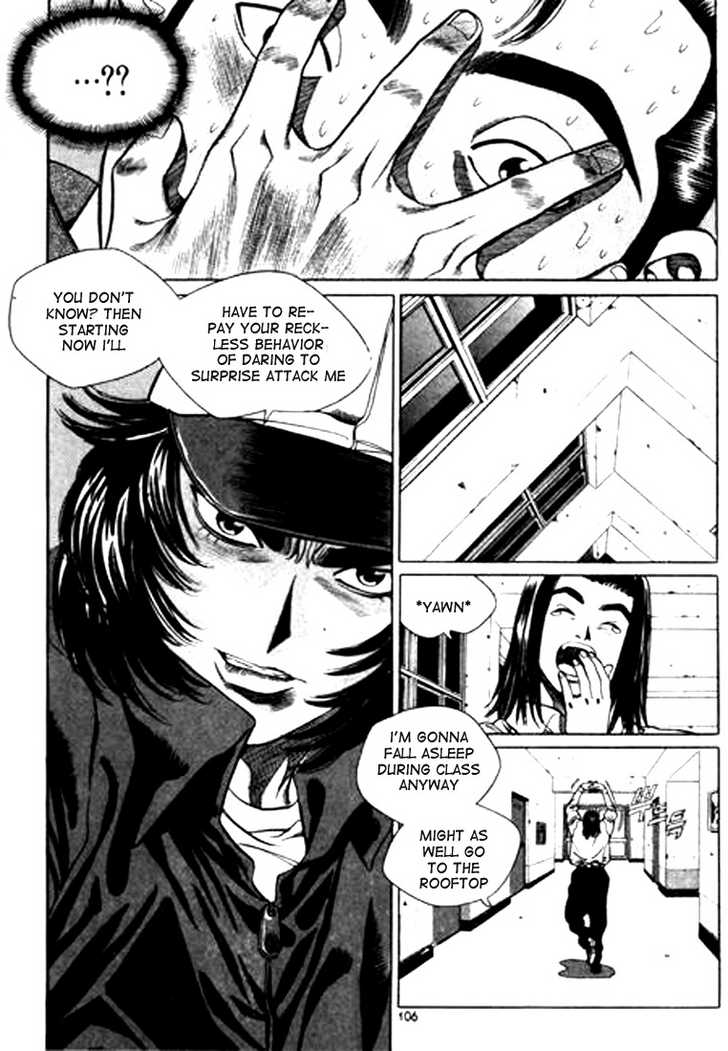 ...??
YOU DON'T
KNOW? THEN
STARTING
NOW I'LL
HAVE TO RE-
PAY YOUR RECK-
LESS BEHAVIOR
OF DARING TO
SURPRISE ATTACK ME
*YAWN*
I'M GONNA
FALL ASLEEP
DURING CLASS
ANYWAY
MIGHT AS
WELL GO
TO THE
ROOFTOP
106